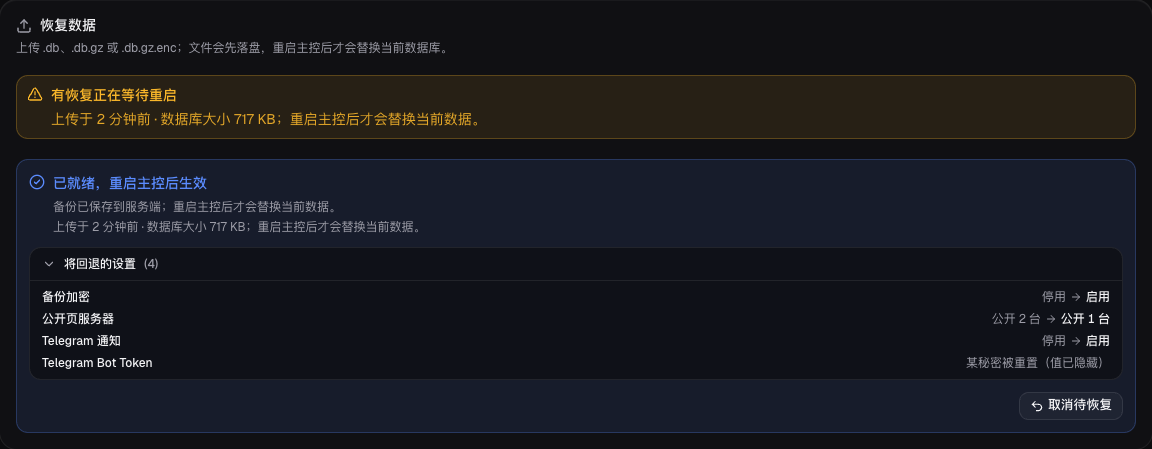 恢复数据
上传 .db、.db.gz 或 .db.gz.enc；文件会先落盘，重启主控后才会替换当前数据库。
有恢复正在等待重启
上传于 2 分钟前 · 数据库大小 717 KB；重启主控后才会替换当前数据。
已就绪，重启主控后生效
备份已保存到服务端；重启主控后才会替换当前数据。
上传于 2 分钟前 · 数据库大小 717 KB；重启主控后才会替换当前数据。
将回退的设置 (4)
备份加密 停用 → 启用
公开页服务器 公开 2 台 → 公开 1 台
Telegram 通知 停用 → 启用
Telegram Bot Token 某秘密被重置（值已隐藏）
取消待恢复